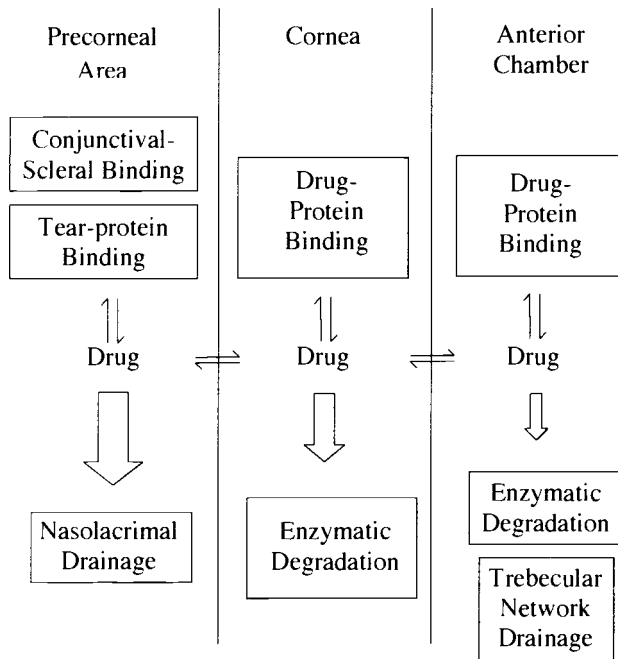 Precorneal
Area
Conjunctival-
Scleral Binding
Tear-protein
Binding
Drug
Nasolacrimal
Drainage
Cornea
Drug-
Protein
Binding
Drug
Enzymatic
Degradation
Anterior
Chamber
Drug-
Protein
Binding
Drug
Enzymatic
Degradation
Trebecular
Network
Drainage